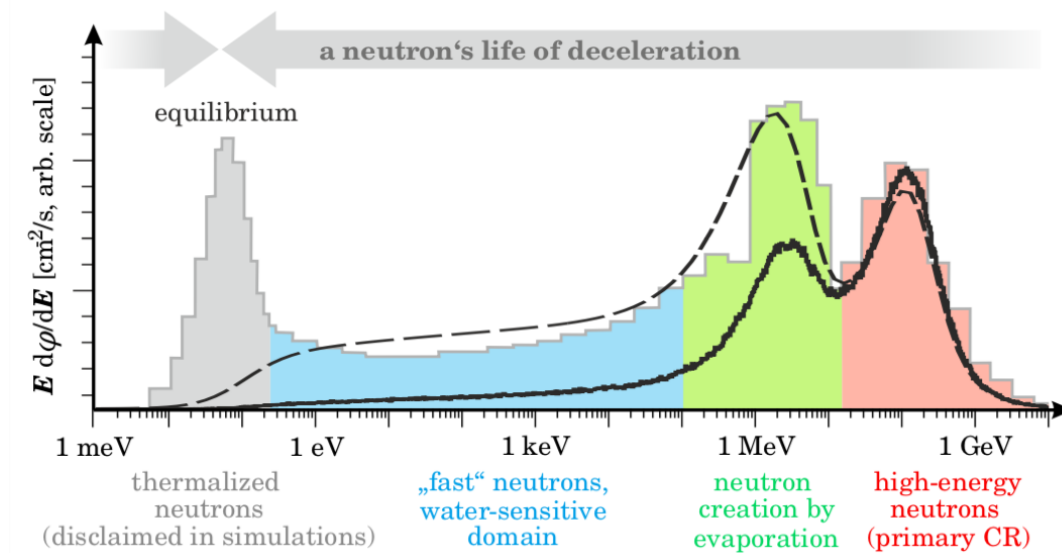 a neutron‘s life of deceleration
equilibrium
E dφ/dE [cm²/s, arb. scale]
1 meV
1 eV
1 keV
1 MeV
1 GeV
thermalized
neutrons
(disclaimed in simulations)
„fast“ neutrons,
water-sensitive
domain
neutron
creation by
evaporation
high-energy
neutrons
(primary CR)